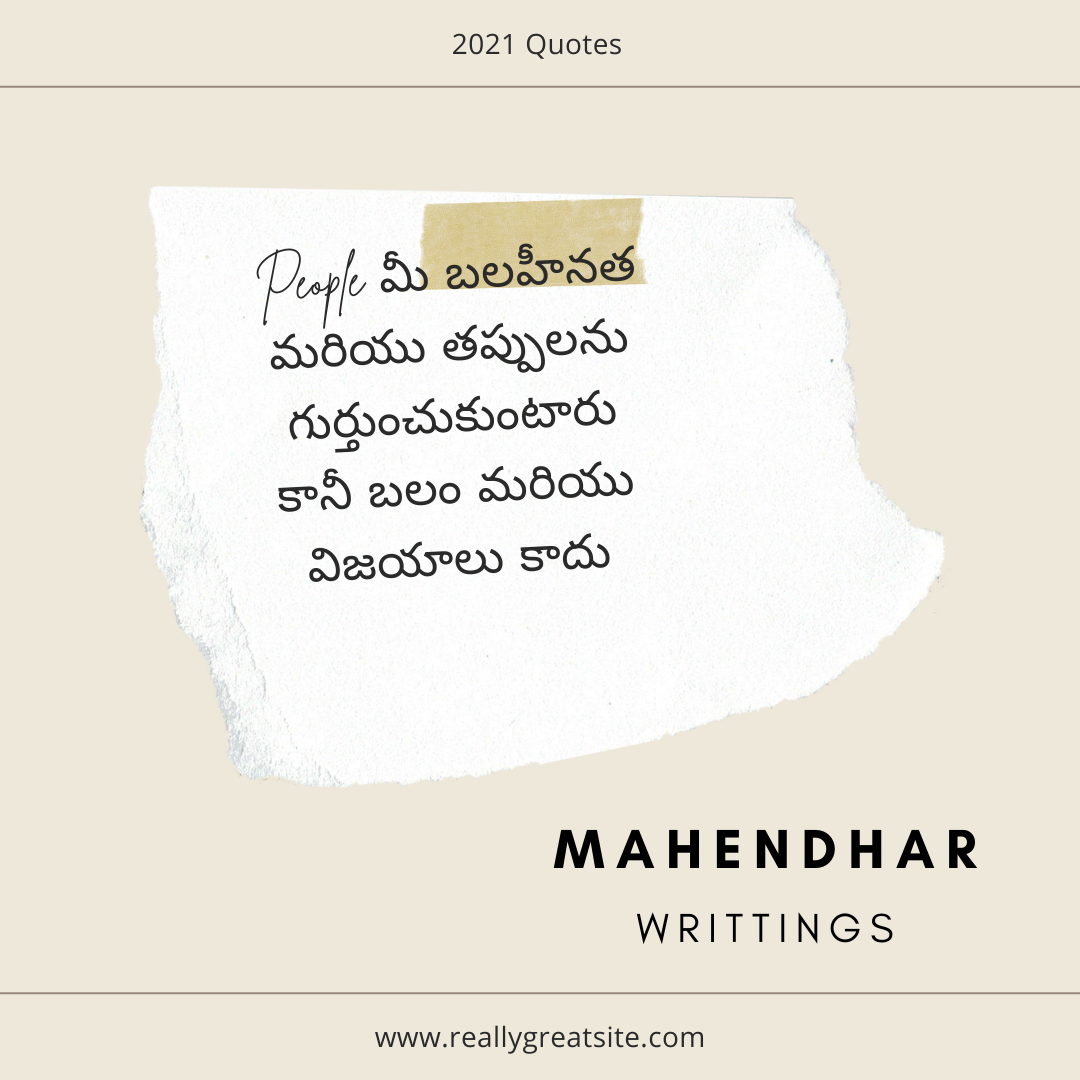 2021 Quotes
People మీ బలహీనత
మరియు తప్పులను
గుర్తుంచుకుంటారు
కానీ బలం మరియు
విజయాలు కాదు
MAHENDHAR
WRITTINGS
www.reallygreatsite.com